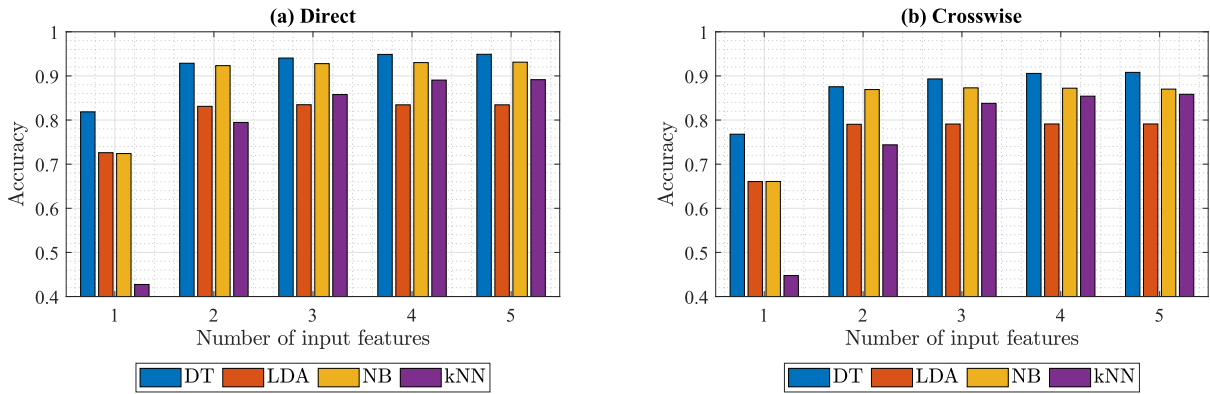 (a) Direct
1
0.9
0.8
0.7
0.6
0.5
0.4
Accuracy
1 2 3 4 5
Number of input features
DT LDA NB kNN
(b) Crosswise
1
0.9
0.8
0.7
0.6
0.5
0.4
Accuracy
1 2 3 4 5
Number of input features
DT LDA NB kNN